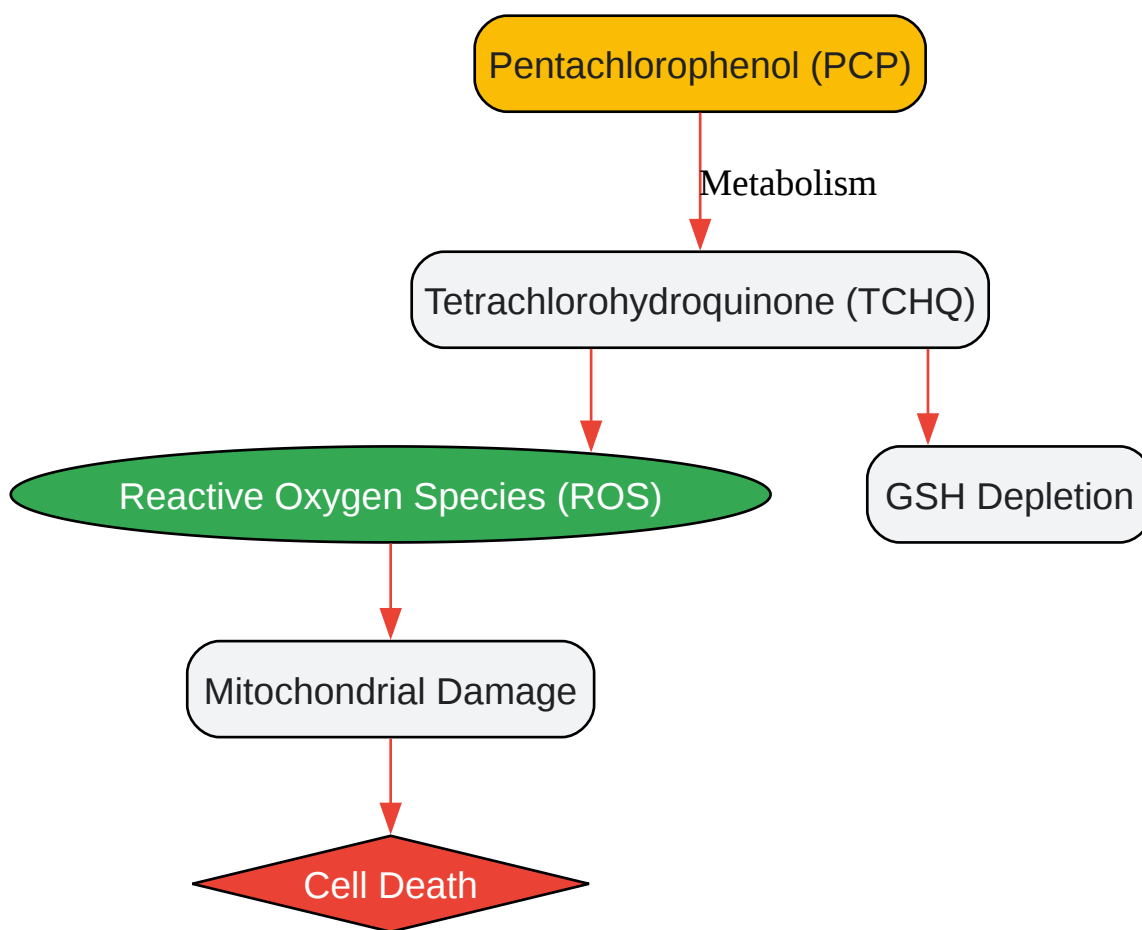 Pentachlorophenol (PCP)
Metabolism
Tetrachlorohydroquinone (TCHQ)
Reactive Oxygen Species (ROS)
GSH Depletion
Mitochondrial Damage
Cell Death